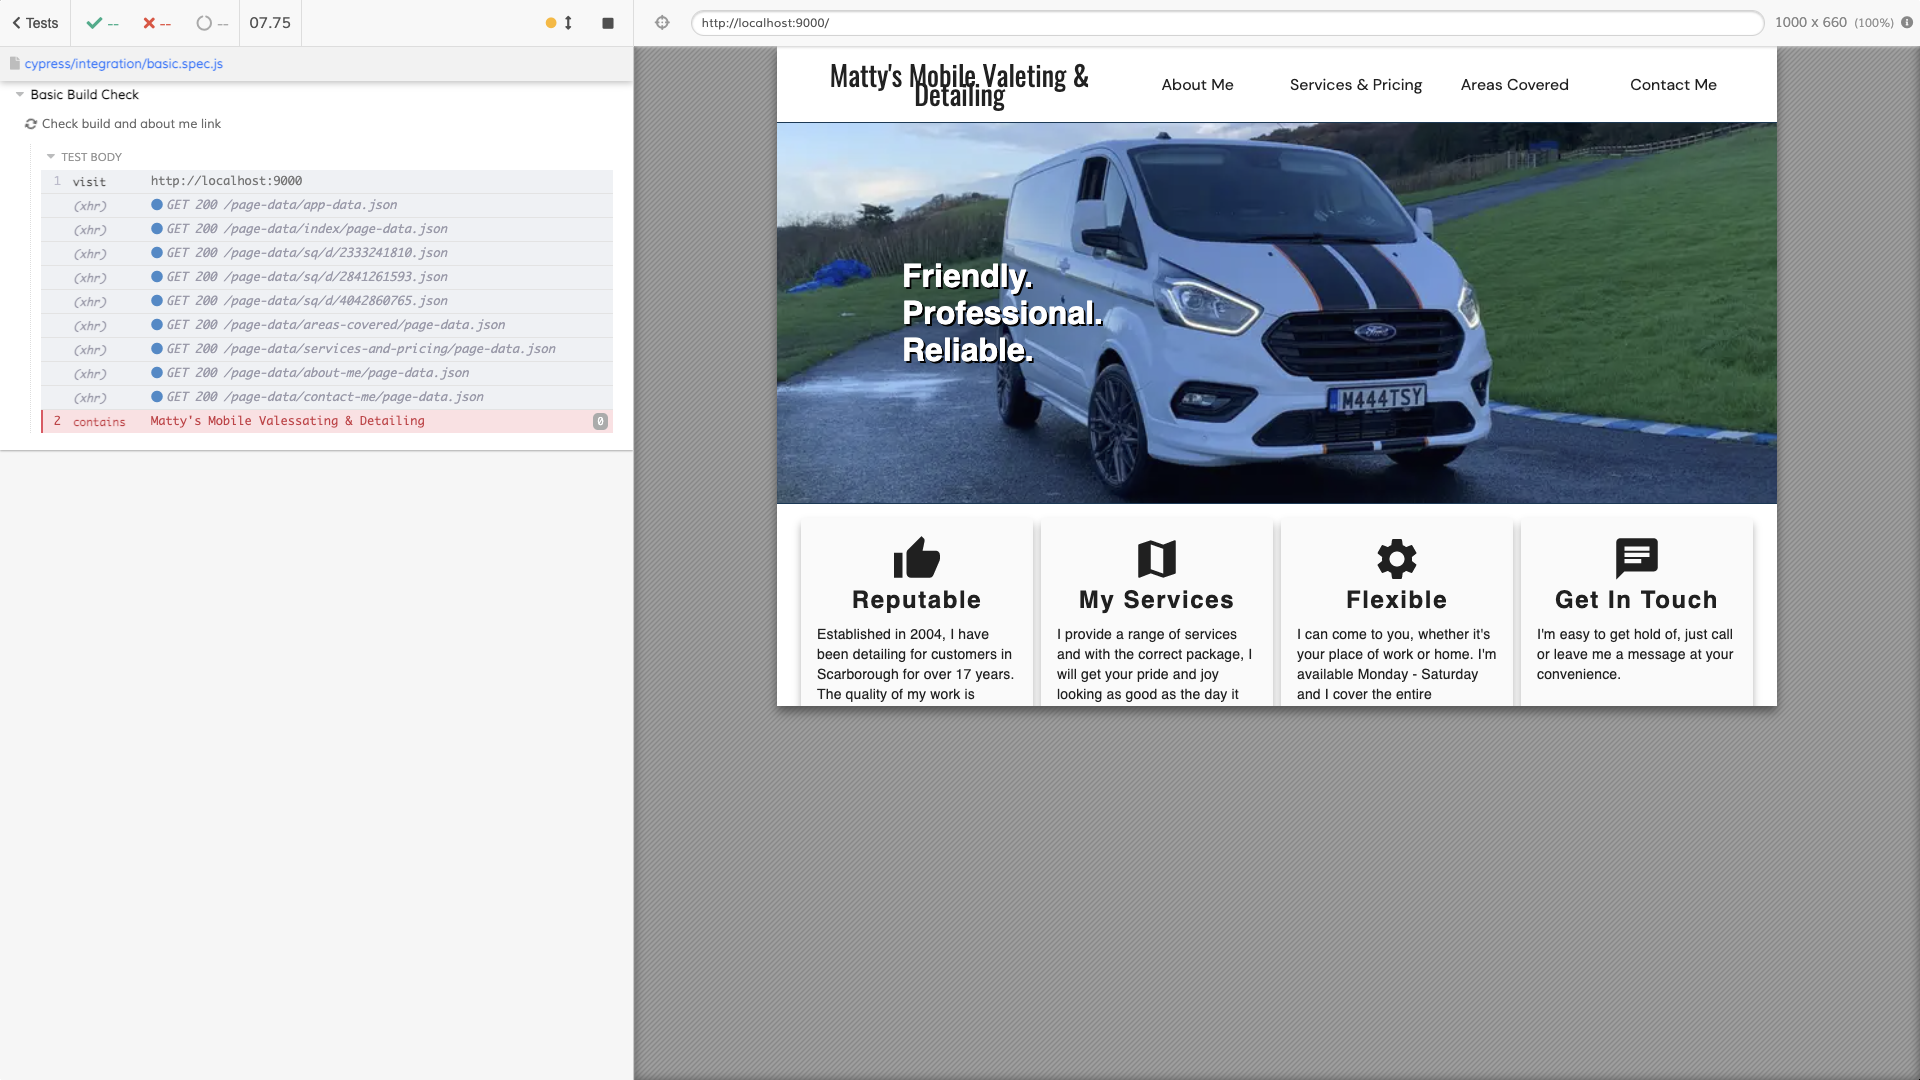 Tests
--
--
--
07.75
http://localhost:9000/
1000 x 660 (100%)
cypress/integration/basic.spec.js
Basic Build Check
Check build and about me link
TEST BODY
1 visit http://localhost:9000
(xhr) GET 200 /page-data/app-data.json
(xhr) GET 200 /page-data/index/page-data.json
(xhr) GET 200 /page-data/sq/d/2333241810.json
(xhr) GET 200 /page-data/sq/d/2841261593.json
(xhr) GET 200 /page-data/sq/d/4042860765.json
(xhr) GET 200 /page-data/areas-covered/page-data.json
(xhr) GET 200 /page-data/services-and-pricing/page-data.json
(xhr) GET 200 /page-data/about-me/page-data.json
(xhr) GET 200 /page-data/contact-me/page-data.json
2 contains Matty's Mobile Valessating & Detailing 0
Matty's Mobile Valeting &
Detailing
About Me
Services & Pricing
Areas Covered
Contact Me
Friendly.
Professional.
Reliable.
Ford
M444TSY
Reputable
Established in 2004, I have
been detailing for customers in
Scarborough for over 17 years.
The quality of my work is
My Services
I provide a range of services
and with the correct package, I
will get your pride and joy
looking as good as the day it
Flexible
I can come to you, whether it's
your place of work or home. I'm
available Monday - Saturday
and I cover the entire
Get In Touch
I'm easy to get hold of, just call
or leave me a message at your
convenience.